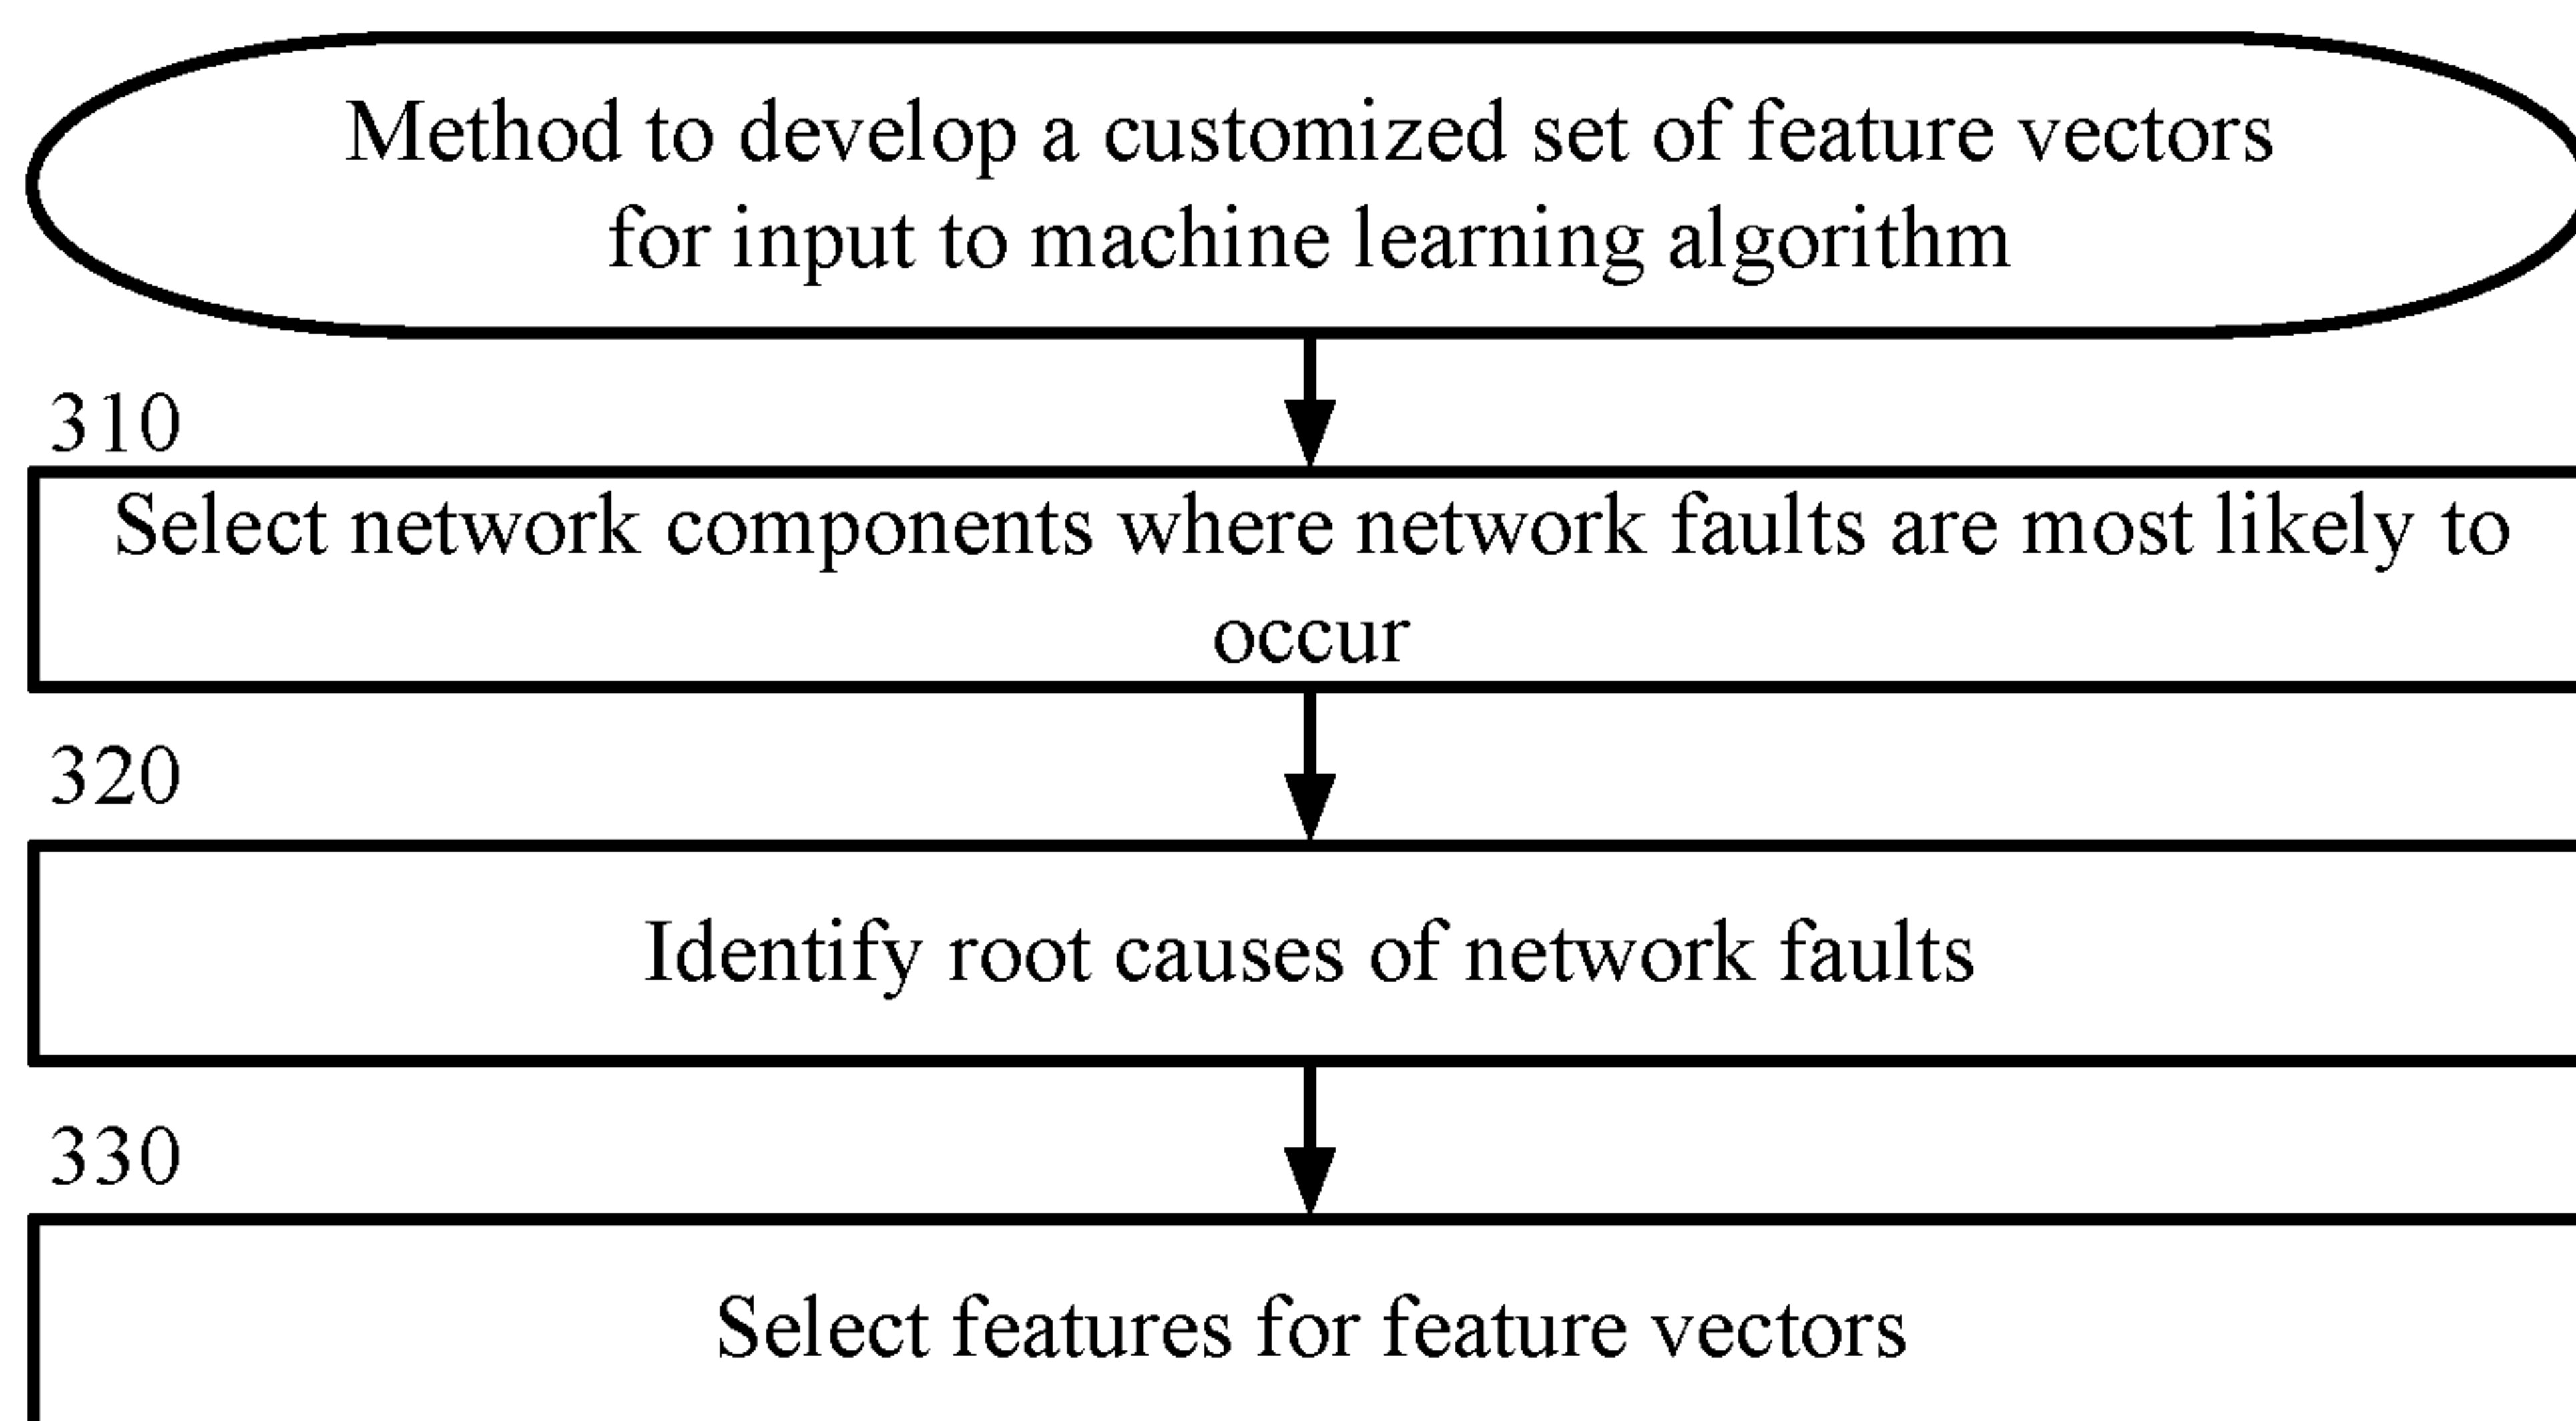 Method to develop a customized set of feature vectors
for input to machine learning algorithm
310
Select network components where network faults are most likely to
occur
320
Identify root causes of network faults
330
Select features for feature vectors